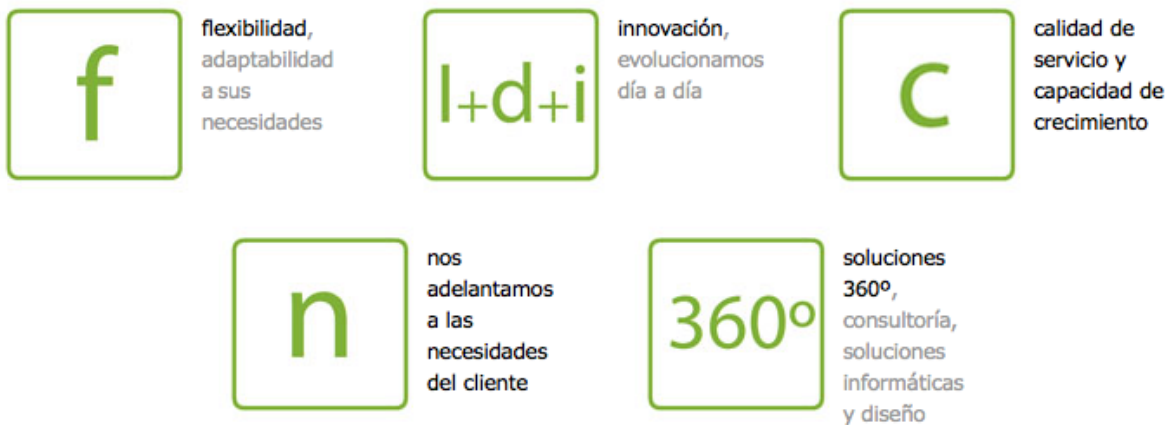 f
flexibilidad,
adaptabilidad
a sus
necesidades
I+d+i
innovación,
evolucionamos
día a día
c
calidad de
servicio y
capacidad de
crecimiento
n
nos
adelantamos
a las
necesidades
del cliente
360º
soluciones
360º,
consultoría,
soluciones
informáticas
y diseño